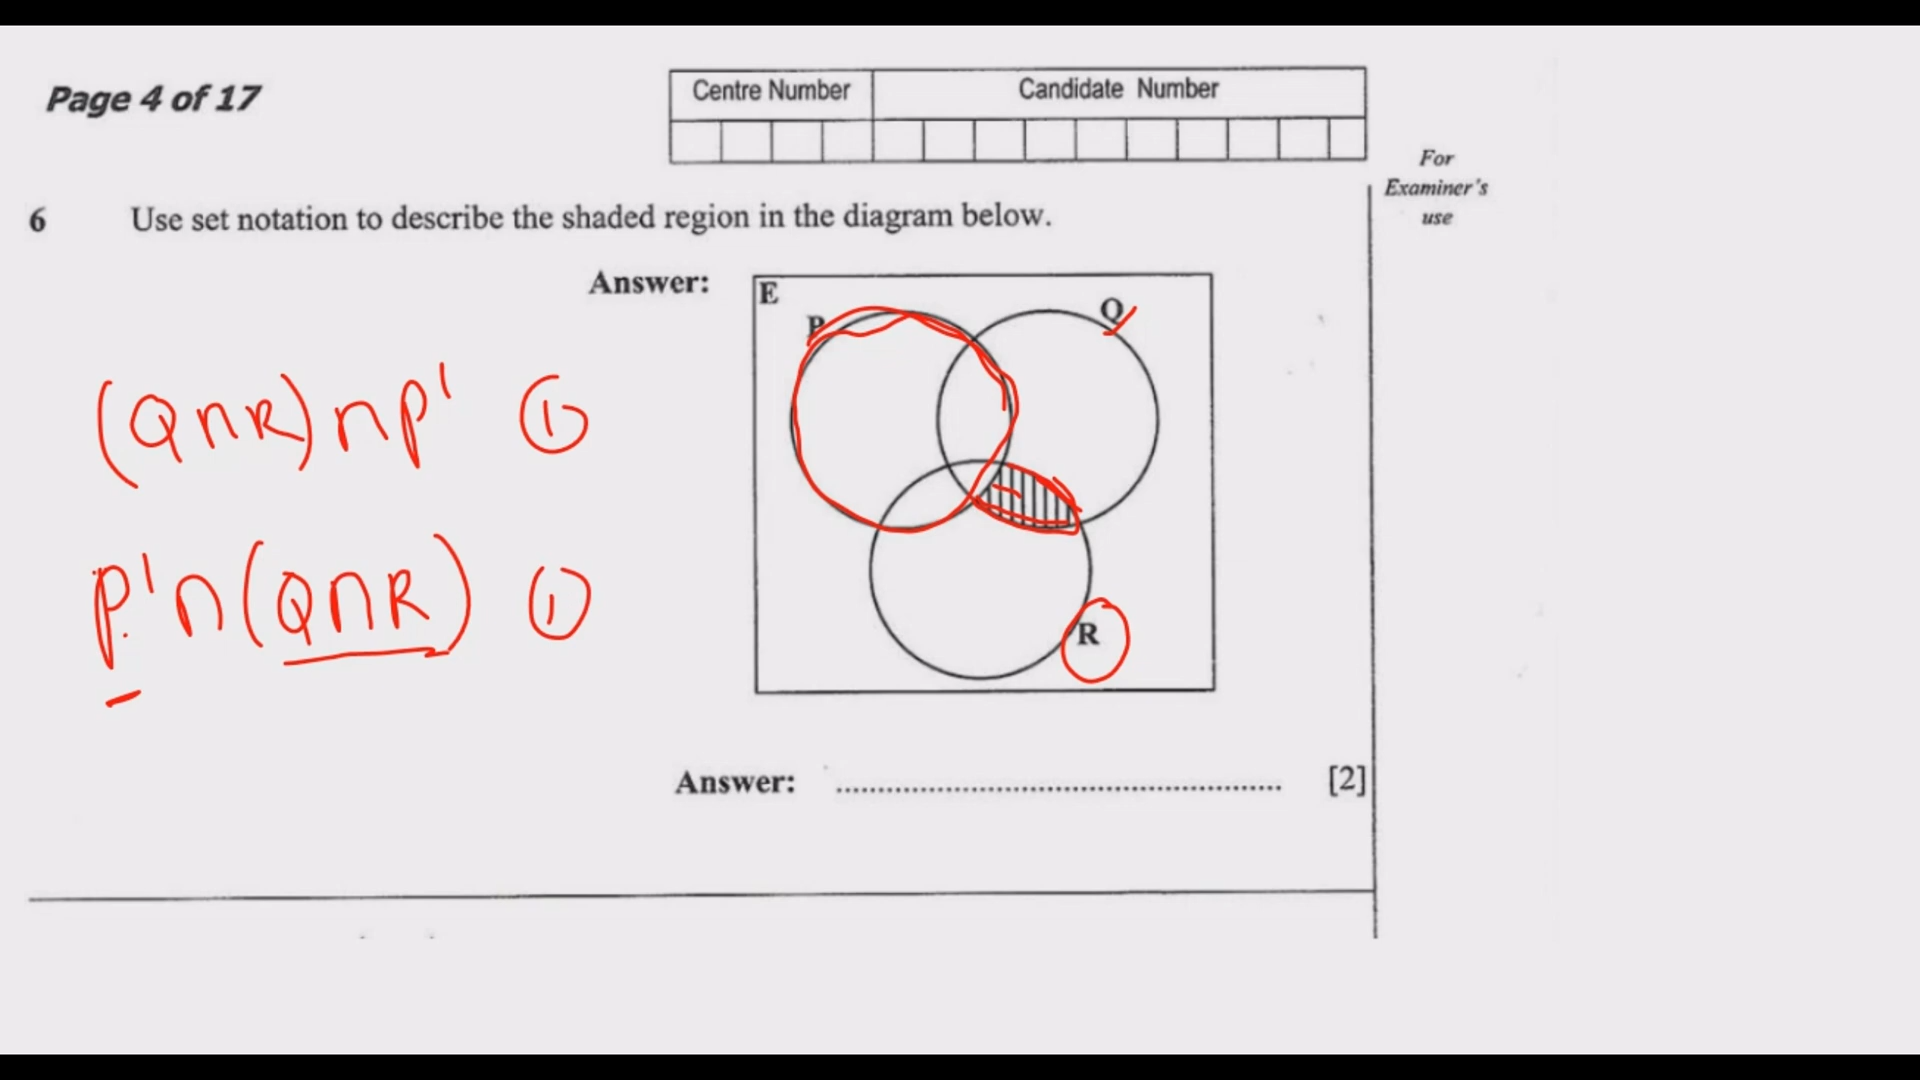 Page 4 of 17
Centre Number
Candidate Number
For
Examiner's
use
6 Use set notation to describe the shaded region in the diagram below.
Answer:
E
P
Q
R
(Q∩R)∩P' ①
P'∩(Q∩R) ①
Answer: .................................................. [2]